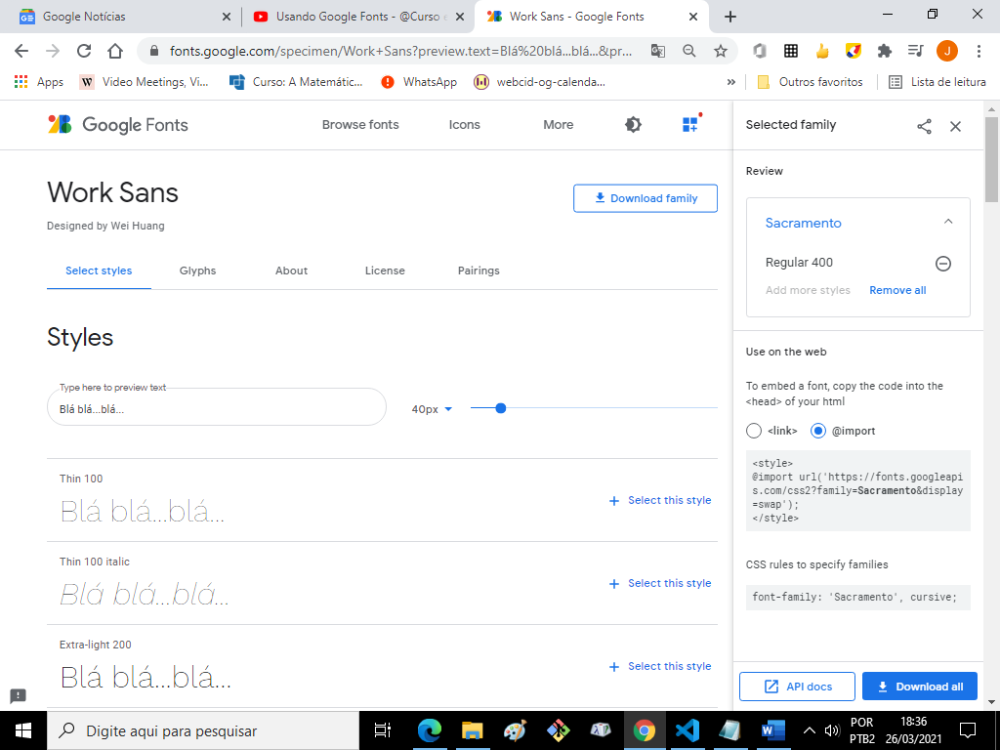 Google Notícias
Usando Google Fonts - @Curso e
Work Sans - Google Fonts
fonts.google.com/specimen/Work+Sans?preview.text=Blá%20blá...blá...&pr...
J
Apps
W Video Meetings, Vi...
Curso: A Matemátic...
WhatsApp
webcid-og-calenda...
»
Outros favoritos
Lista de leitura
Google Fonts
Browse fonts
Icons
More
Selected family
Work Sans
Designed by Wei Huang
Download family
Select styles
Glyphs
About
License
Pairings
Styles
Type here to preview text
Blá blá...blá...
40px
Thin 100
Blá blá...blá...
Select this style
Thin 100 italic
Blá blá...blá...
Select this style
Extra-light 200
Blá blá...blá...
Select this style
Review
Sacramento
Regular 400
Add more styles
Remove all
Use on the web
To embed a font, copy the code into the
<head> of your html
<link>
@import
<style>
@import url('https://fonts.googleapi
s.com/css2?family=Sacramento&display
=swap');
</style>
CSS rules to specify families
font-family: 'Sacramento', cursive;
API docs
Download all
Digite aqui para pesquisar
POR
PTB2
18:36
26/03/2021